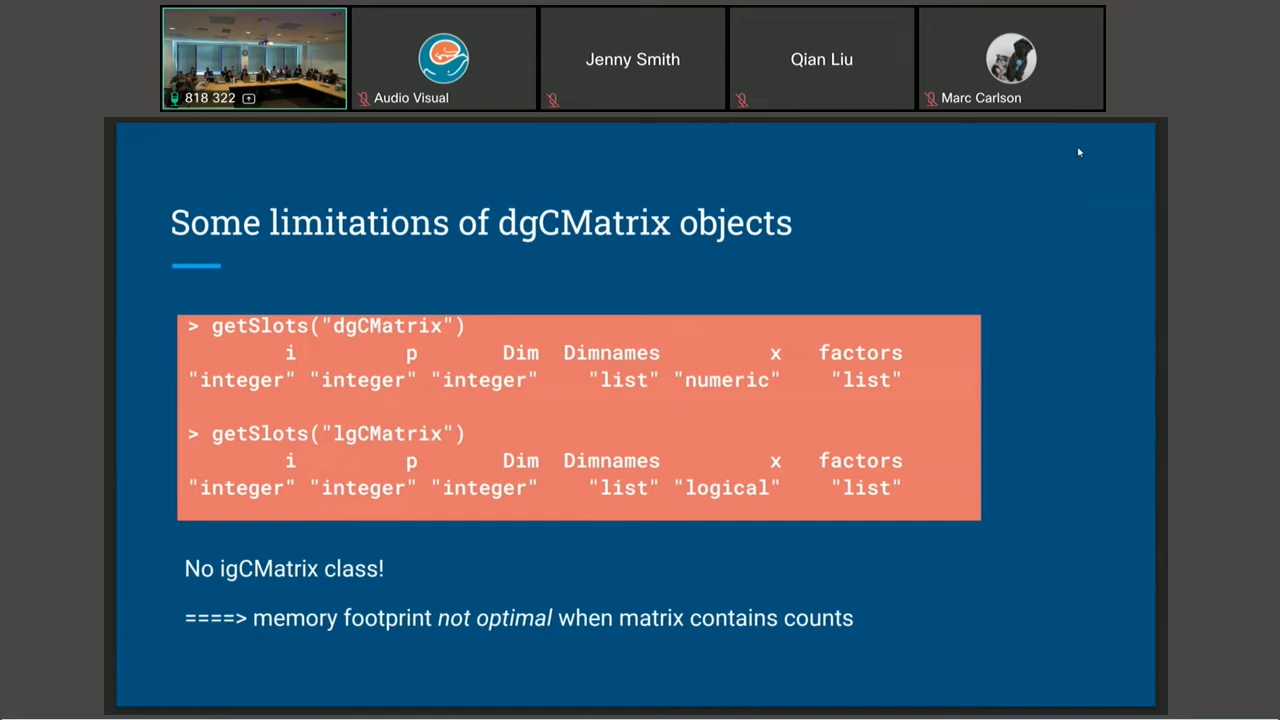 818 322
Audio Visual
Jenny Smith
Qian Liu
Marc Carlson
Some limitations of dgCMatrix objects
> getSlots("dgCMatrix")
i p Dim Dimnames x factors
"integer" "integer" "integer" "list" "numeric" "list"
> getSlots("lgCMatrix")
i p Dim Dimnames x factors
"integer" "integer" "integer" "list" "logical" "list"
No igCMatrix class!
====> memory footprint not optimal when matrix contains counts